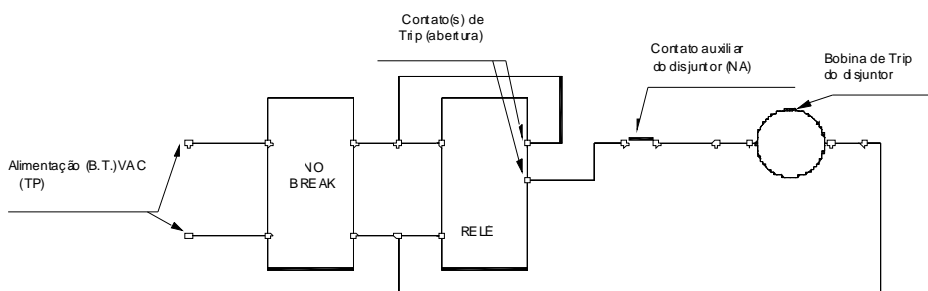 Contato(s) de
Trip (abertura)
Contato auxiliar
do disjuntor (NA)
Bobina de Trip
do disjuntor
Alimentação (B.T.) VAC
(TP)
NO
BREAK
RELÉ